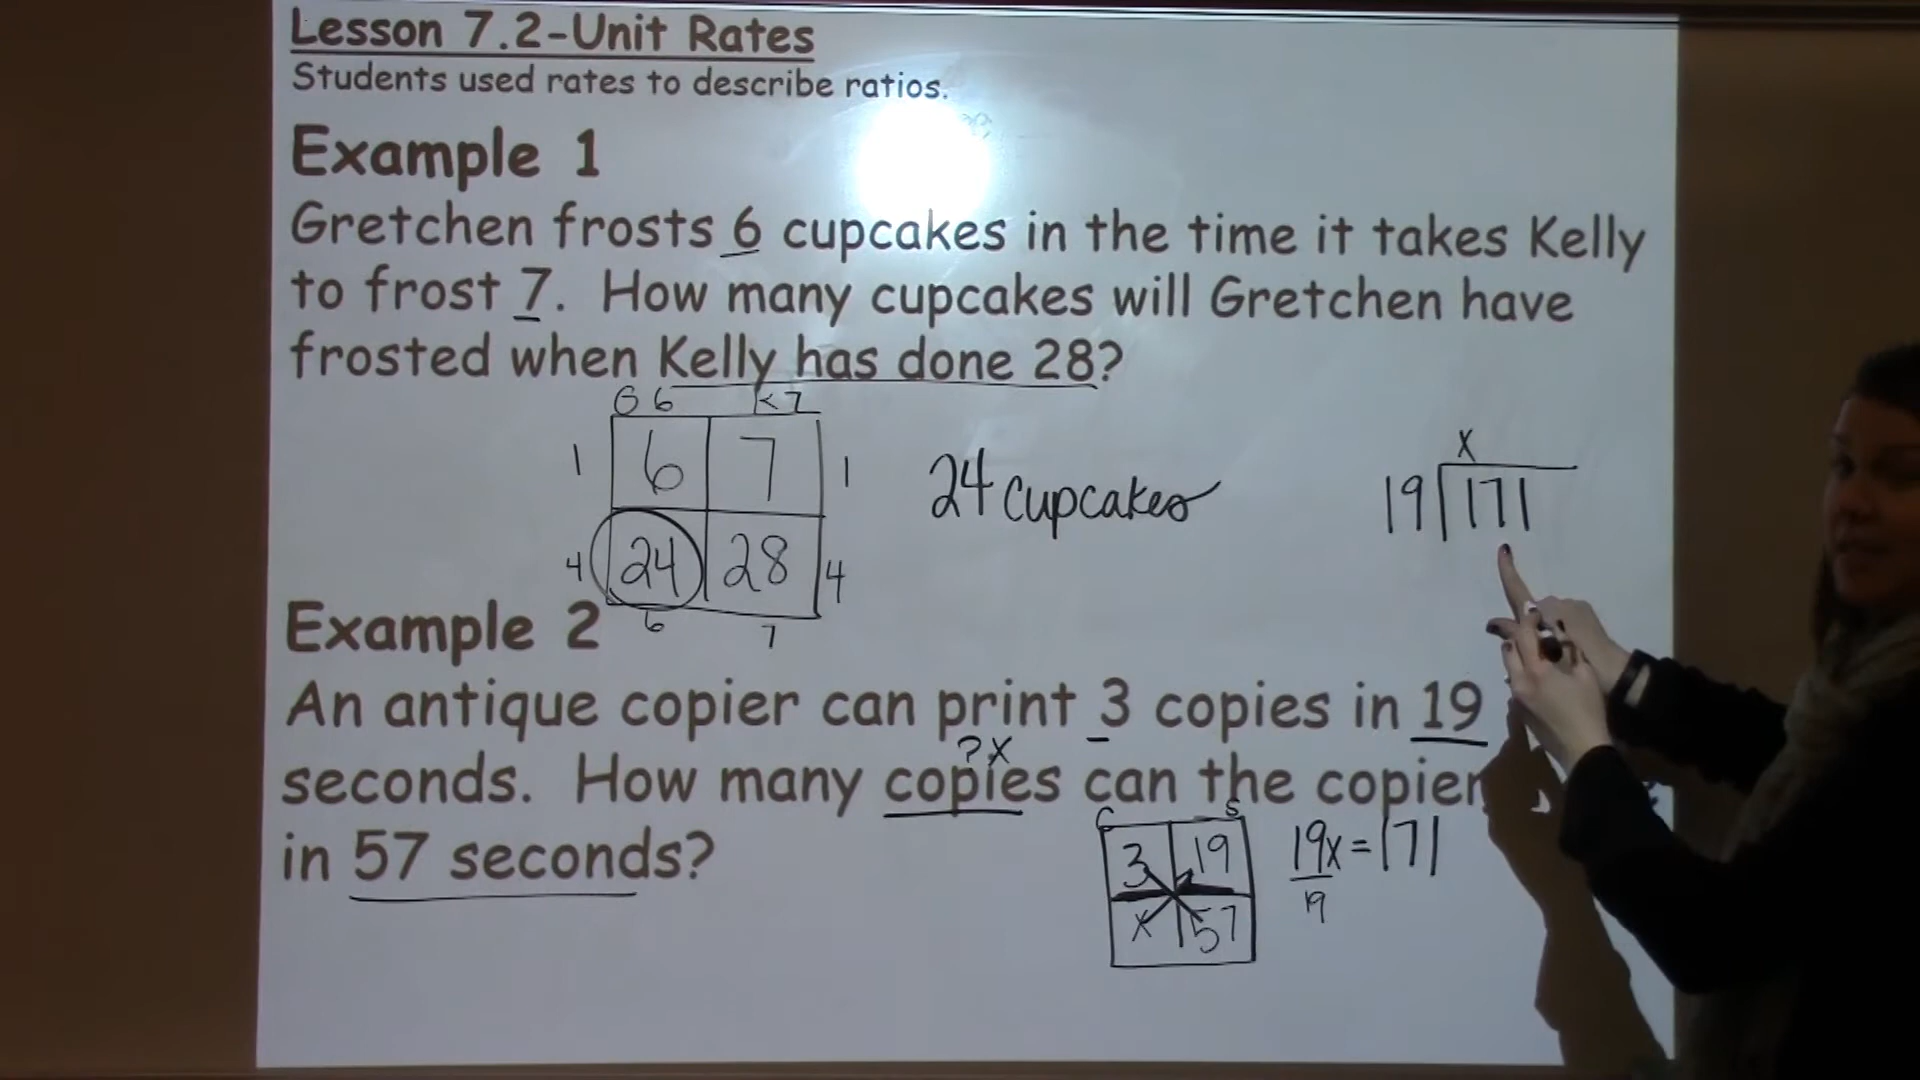 Lesson 7.2-Unit Rates
Students used rates to describe ratios.
Example 1
Gretchen frosts 6 cupcakes in the time it takes Kelly
to frost 7. How many cupcakes will Gretchen have
frosted when Kelly has done 28?
G 6 K 7
1 6 7 1
4 24 28 4
6 7
24 cupcakes
x
19 171
Example 2
An antique copier can print 3 copies in 19
seconds. How many copies can the copier
? x
in 57 seconds?
C S
3 19
x 57
19x = 171
19